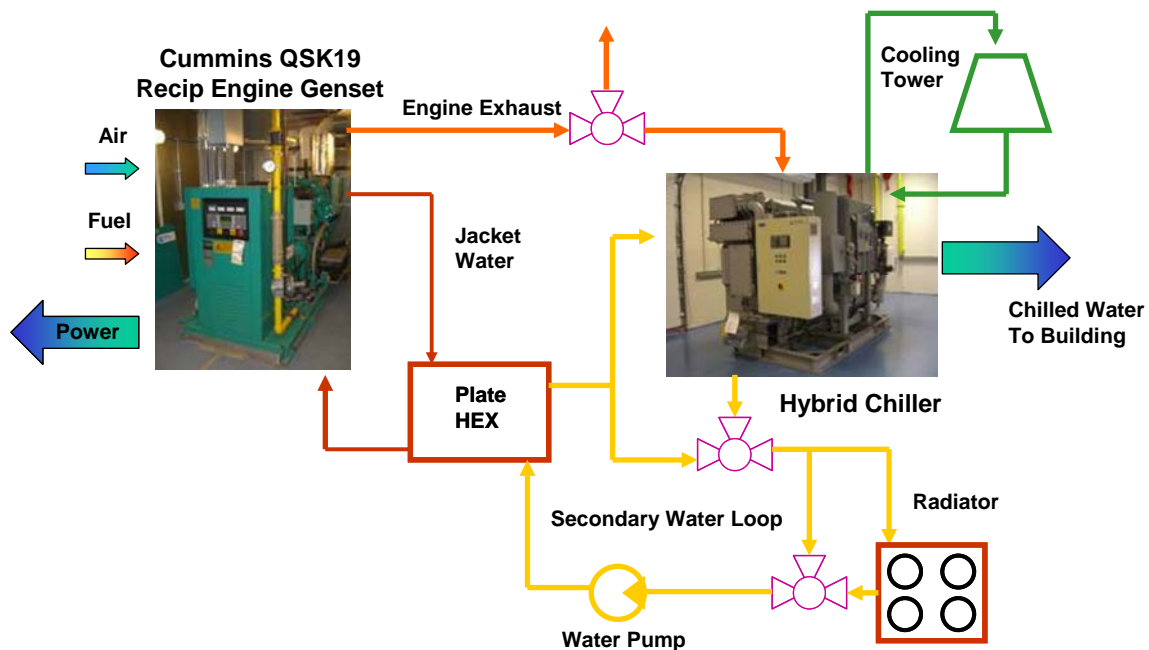 Cummins QSK19
Recip Engine Genset
Engine Exhaust
Cooling
Tower
Air
Fuel
Jacket
Water
Power
Chilled Water
To Building
Plate
HEX
Hybrid Chiller
Secondary Water Loop
Radiator
Water Pump